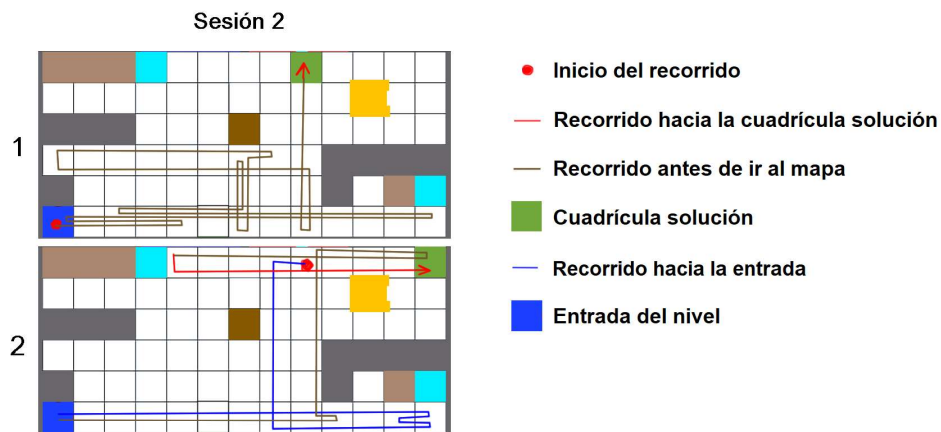 Sesión 2
1
2
Inicio del recorrido
Recorrido hacia la cuadrícula solución
Recorrido antes de ir al mapa
Cuadrícula solución
Recorrido hacia la entrada
Entrada del nivel